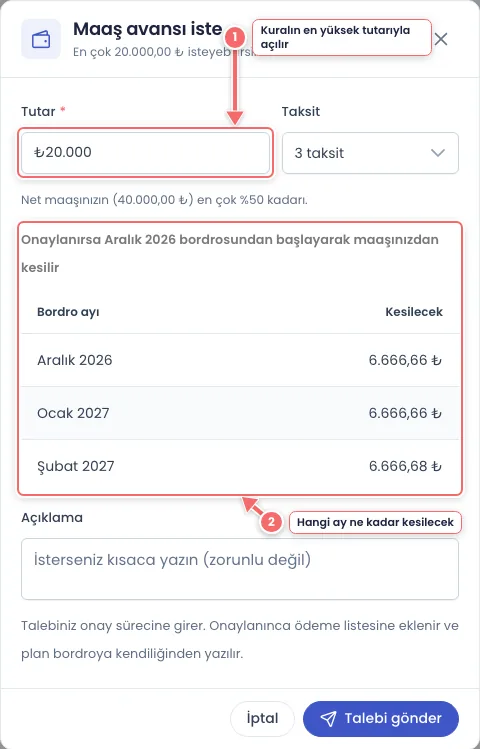 Maaş avansı iste
1
Kuralın en yüksek tutarıyla
açılır
En çok 20.000,00 ₺
Tutar *
Taksit
₺20.000
3 taksit
Net maaşınızın (40.000,00 ₺) en çok %50 kadarı.
Onaylanırsa Aralık 2026 bordrosundan başlayarak maaşınızdan
kesilir
Bordro ayı Kesilecek
Aralık 2026 6.666,66 ₺
Ocak 2027 6.666,66 ₺
Şubat 2027 6.666,68 ₺
Açıklama
2
Hangi ay ne kadar kesilecek
İsterseniz kısaca yazın (zorunlu değil)
Talebiniz onay sürecine girer. Onaylanınca ödeme listesine eklenir ve
plan bordroya kendiliğinden yazılır.
İptal
Talebi gönder